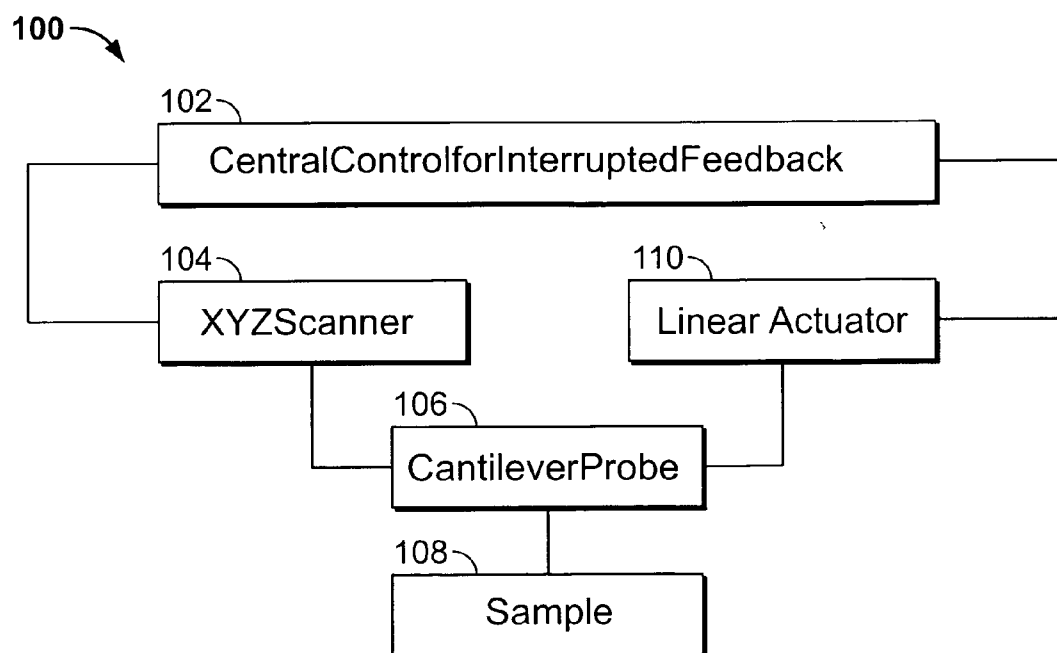 100
102
CentralControlforInterruptedFeedback
104
110
XYZScanner
Linear Actuator
106
CantileverProbe
108
Sample